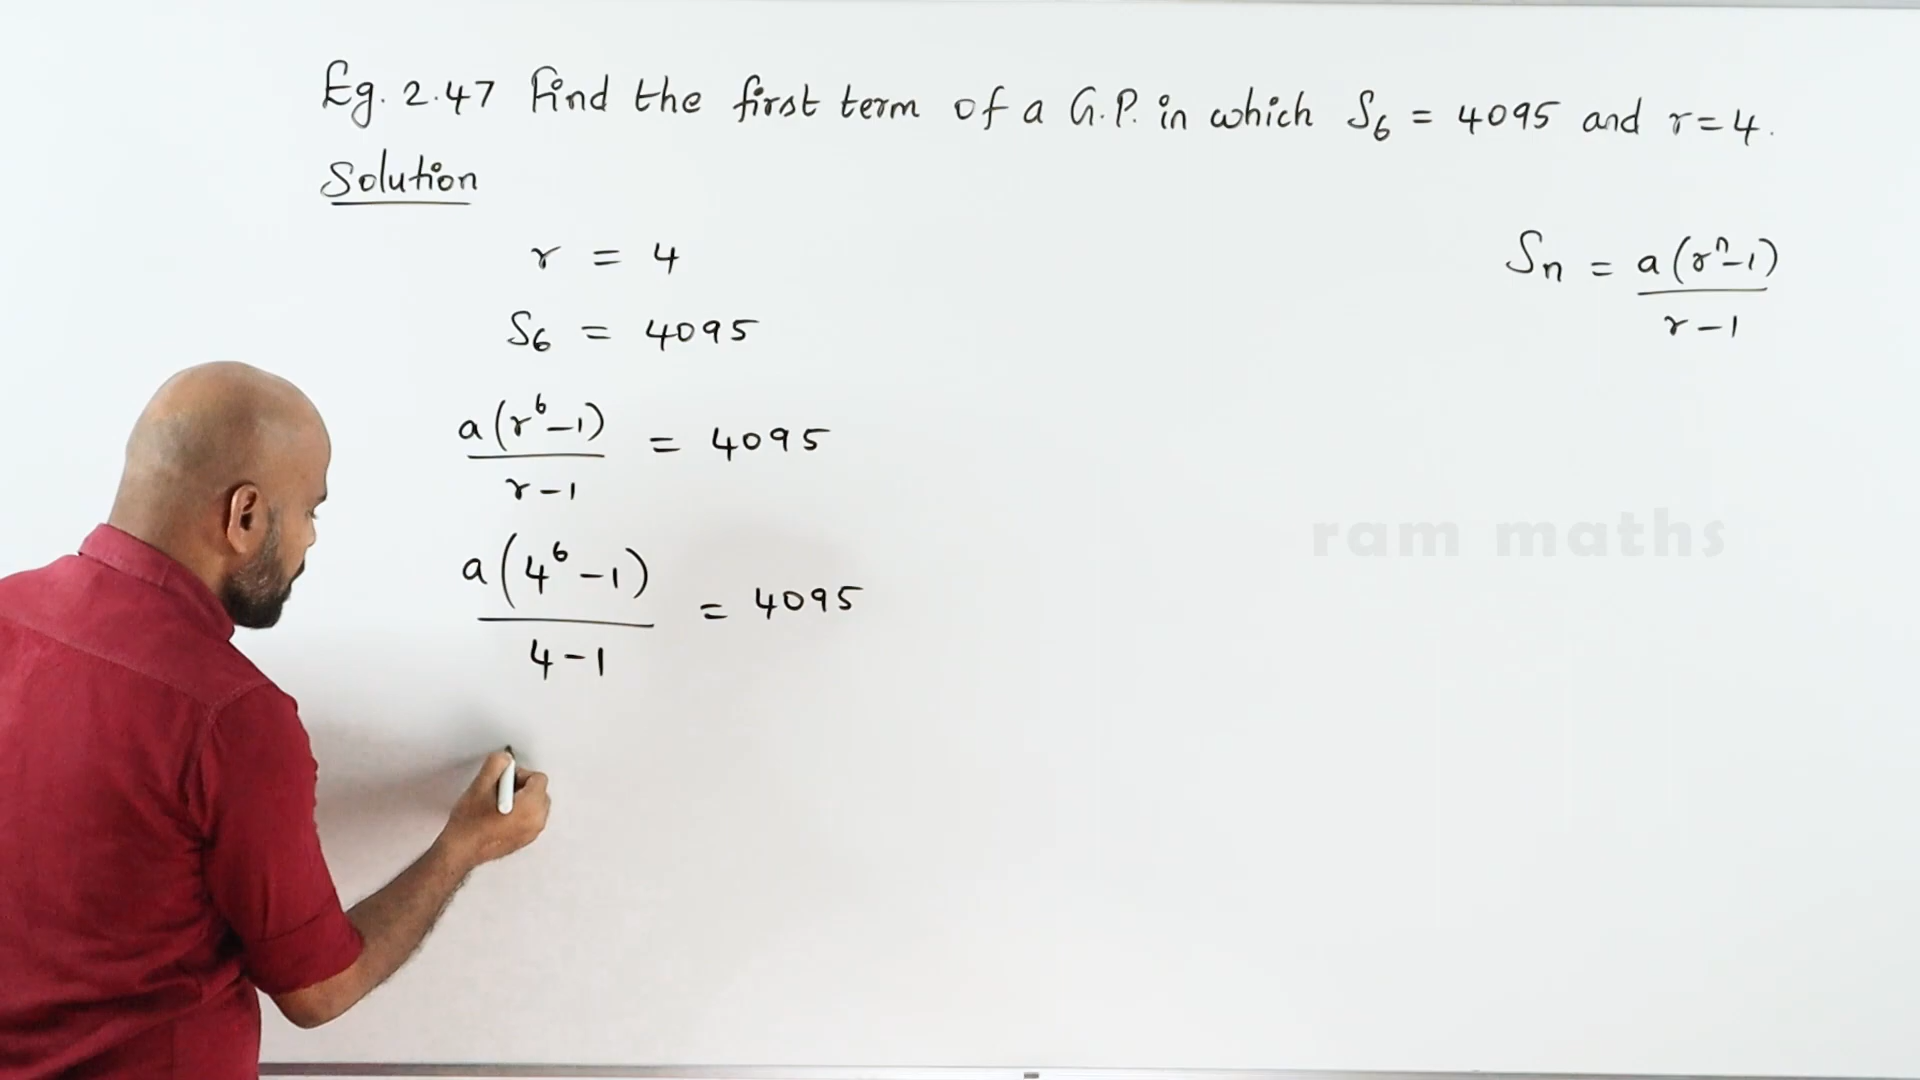 Eg. 2.47 Find the first term of a G.P. in which S₆ = 4095 and r = 4.
Solution
r = 4
Sₙ = a(rⁿ-1) / r-1
S₆ = 4095
a(r⁶-1) / r-1 = 4095
ram maths
a(4⁶-1) / 4-1 = 4095